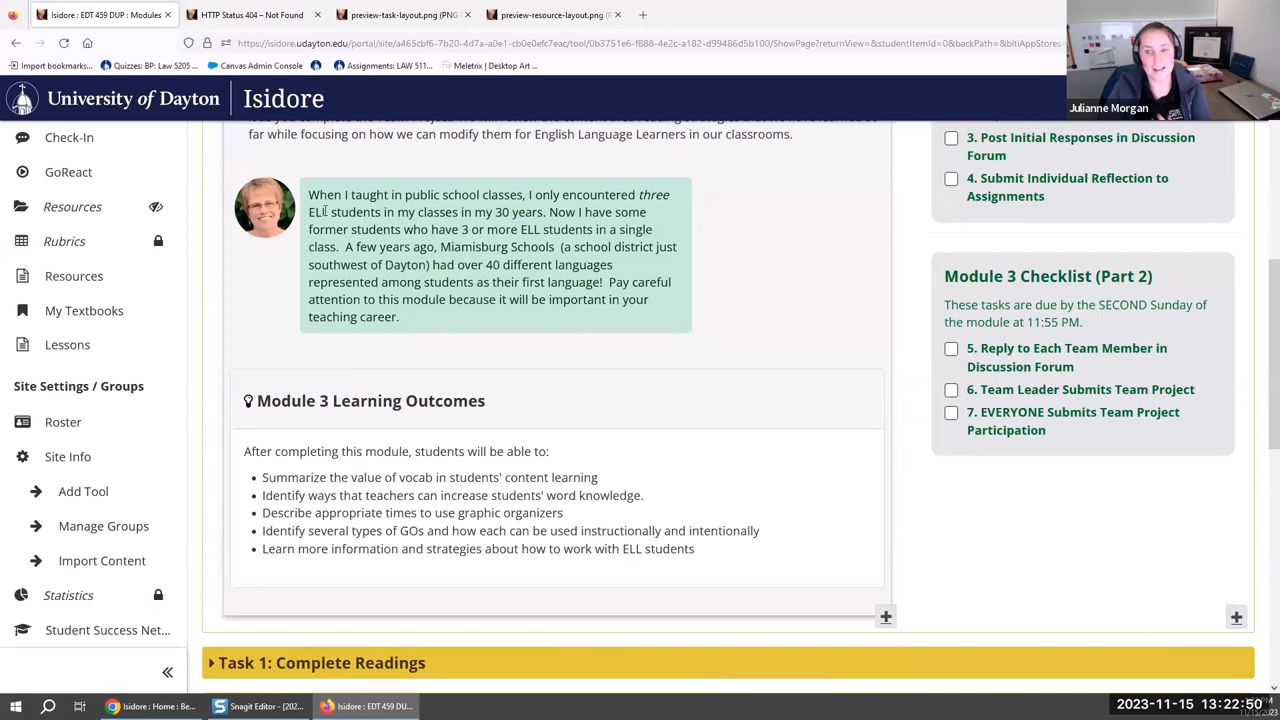 Isidore : EDT 459 DUP : Modules
HTTP Status 404 – Not Found
preview-task-layout.png (PNG
preview-resource-layout.png (PNG
Import bookmarks...
Quizzes: BP: Law 5205
Canvas Admin Console
Assignments: LAW 511...
Meletrix | Desktop Art ...
University of Dayton
Isidore
Julianne Morgan
Check-In
GoReact
Resources
Rubrics
Resources
My Textbooks
Lessons
Site Settings / Groups
Roster
Site Info
Add Tool
Manage Groups
Import Content
Statistics
Student Success Net...
far while focusing on how we can modify them for English Language Learners in our classrooms.
When I taught in public school classes, I only encountered three
ELL students in my classes in my 30 years. Now I have some
former students who have 3 or more ELL students in a single
class. A few years ago, Miamisburg Schools (a school district just
southwest of Dayton) had over 40 different languages
represented among students as their first language! Pay careful
attention to this module because it will be important in your
teaching career.
Module 3 Learning Outcomes
After completing this module, students will be able to:
• Summarize the value of vocab in students' content learning
• Identify ways that teachers can increase students' word knowledge.
• Describe appropriate times to use graphic organizers
• Identify several types of GOs and how each can be used instructionally and intentionally
• Learn more information and strategies about how to work with ELL students
Task 1: Complete Readings
3. Post Initial Responses in Discussion
Forum
4. Submit Individual Reflection to
Assignments
Module 3 Checklist (Part 2)
These tasks are due by the SECOND Sunday of
the module at 11:55 PM.
5. Reply to Each Team Member in
Discussion Forum
6. Team Leader Submits Team Project
7. EVERYONE Submits Team Project
Participation
Isidore : Home : Be...
Snagit Editor - [202...
Isidore : EDT 459 DU...
2023-11-15 13:22:50